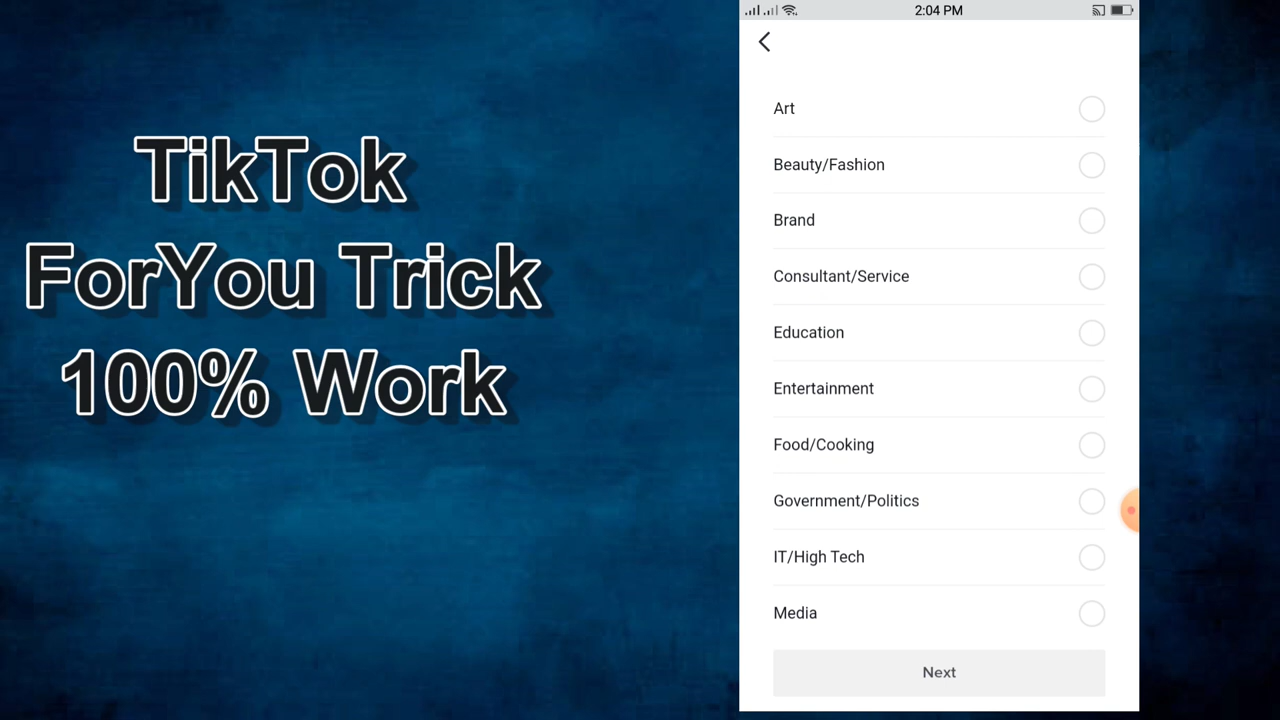 TikTok
ForYou Trick
100% Work
2:04 PM
Art
Beauty/Fashion
Brand
Consultant/Service
Education
Entertainment
Food/Cooking
Government/Politics
IT/High Tech
Media
Next